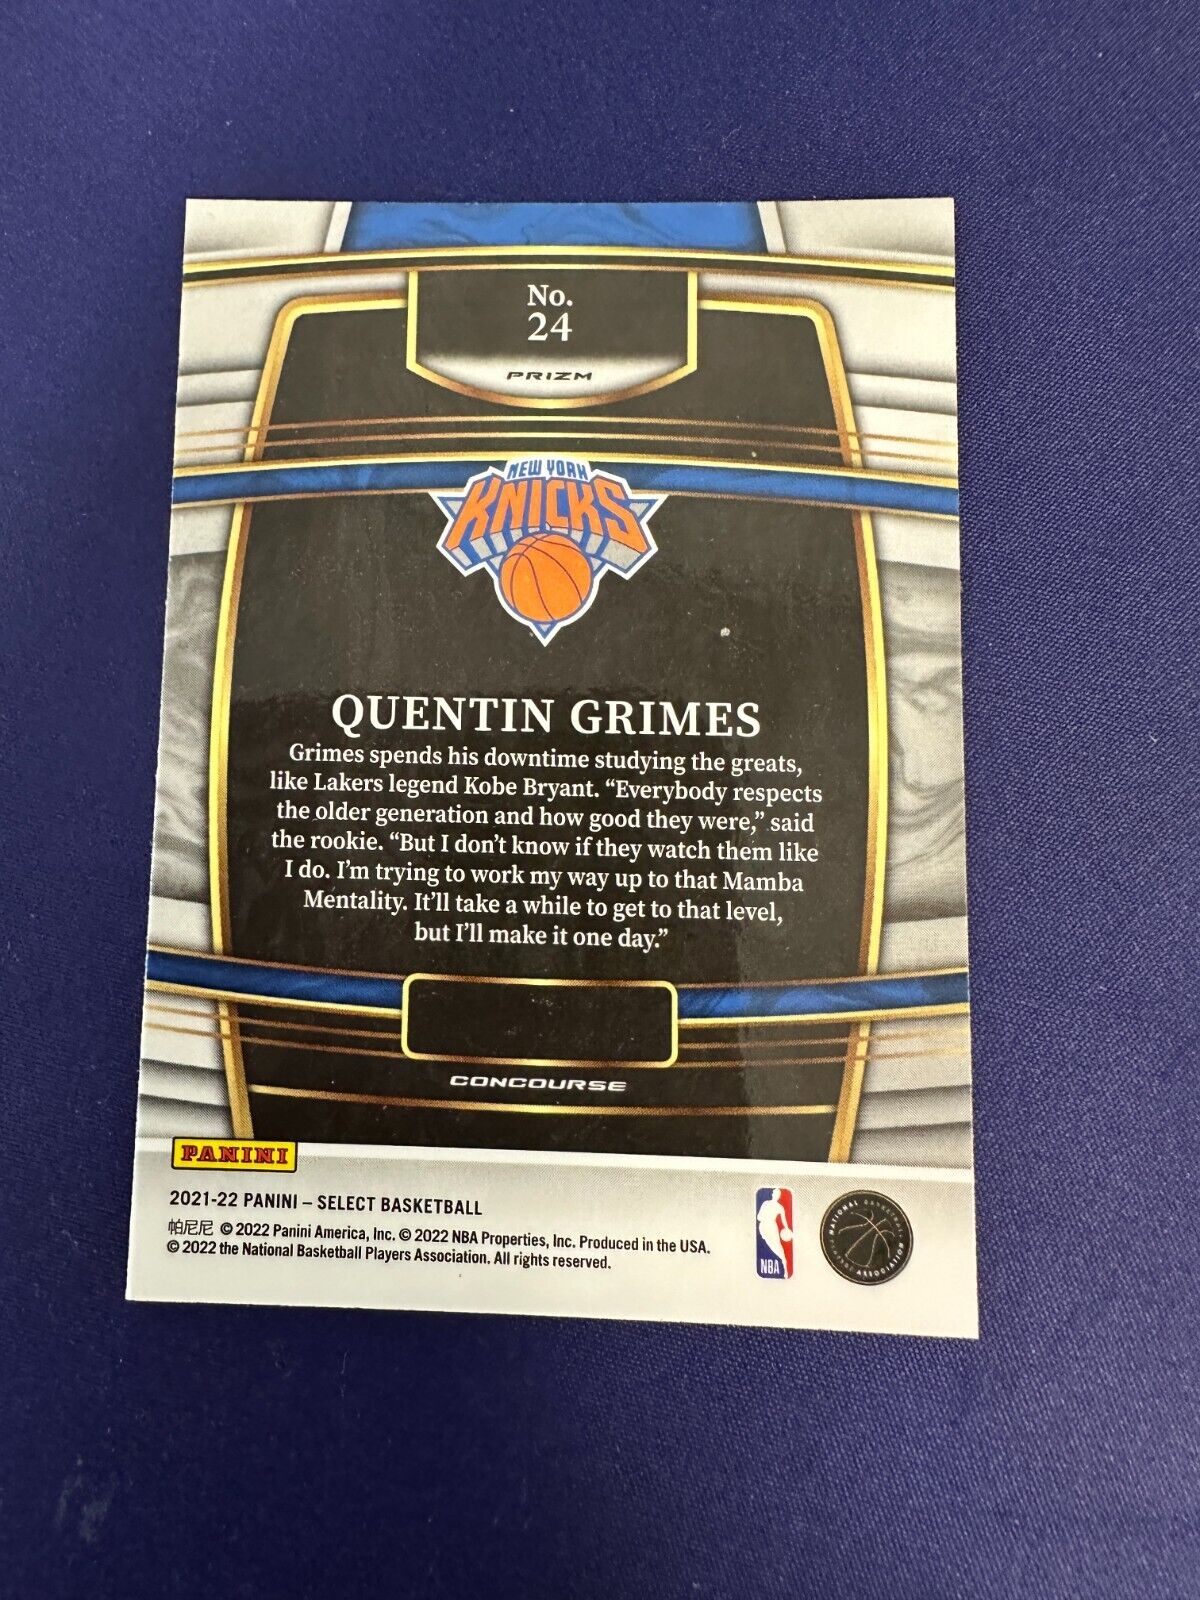 No.
24
PRIZM
NEW YORK
KNICKS
QUENTIN GRIMES
Grimes spends his downtime studying the greats,
like Lakers legend Kobe Bryant. “Everybody respects
the older generation and how good they were,” said
the rookie. “But I don’t know if they watch them like
I do. I’m trying to work my way up to that Mamba
Mentality. It’ll take a while to get to that level,
but I’ll make it one day.”
CONCOURSE
PANINI
2021-22 PANINI – SELECT BASKETBALL
帕尼尼 © 2022 Panini America, Inc. © 2022 NBA Properties, Inc. Produced in the USA.
© 2022 the National Basketball Players Association. All rights reserved.
NBA
NATIONAL BASKETBALL PLAYERS ASSOCIATION